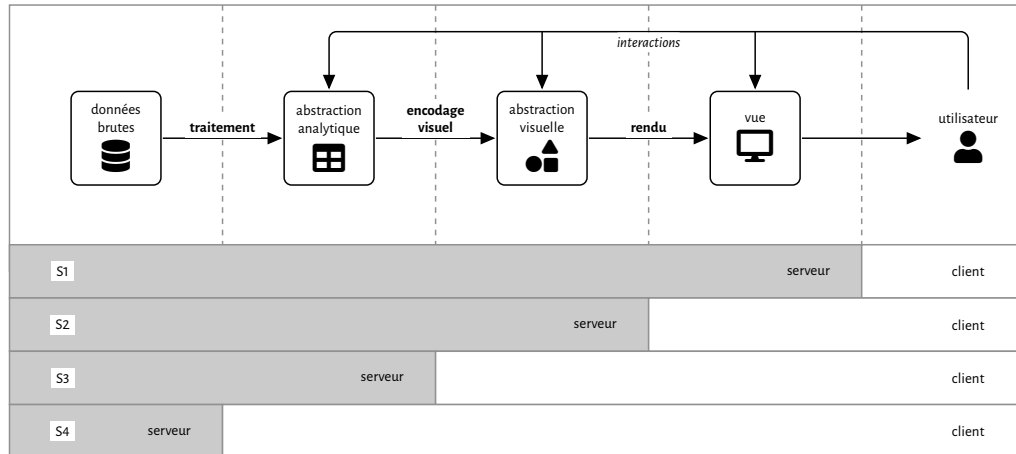 interactions
données
brutes
traitement
abstraction
analytique
encodage
visuel
abstraction
visuelle
rendu
vue
utilisateur
S1 serveur client
S2 serveur client
S3 serveur client
S4 serveur client